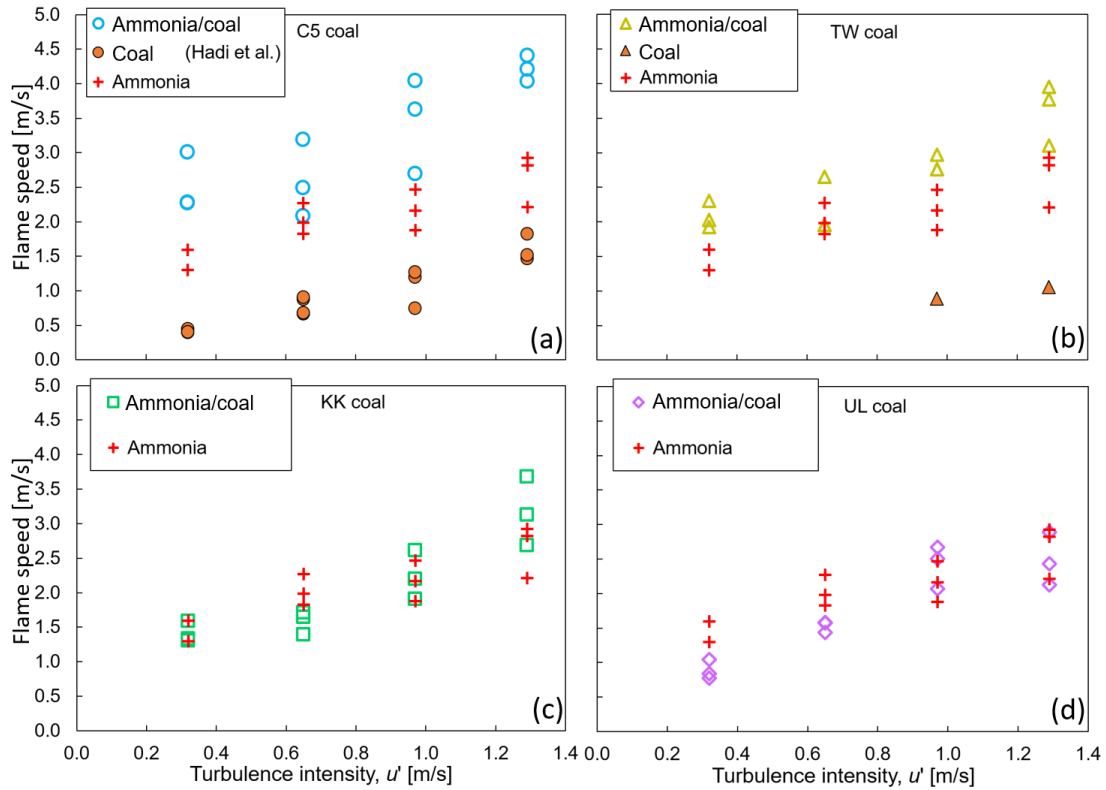 Ammonia/coal
Coal (Hadi et al.)
Ammonia
C5 coal
5.0
4.5
4.0
3.5
3.0
2.5
2.0
1.5
1.0
0.5
0.0
Flame speed [m/s]
(a)
Ammonia/coal
Coal
Ammonia
TW coal
(b)
Ammonia/coal
Ammonia
KK coal
5.0
4.5
4.0
3.5
3.0
2.5
2.0
1.5
1.0
0.5
0.0
Flame speed [m/s]
(c)
0.0 0.2 0.4 0.6 0.8 1.0 1.2 1.4
Turbulence intensity, u' [m/s]
Ammonia/coal
Ammonia
UL coal
(d)
0.2 0.4 0.6 0.8 1.0 1.2 1.4
Turbulence intensity, u' [m/s]